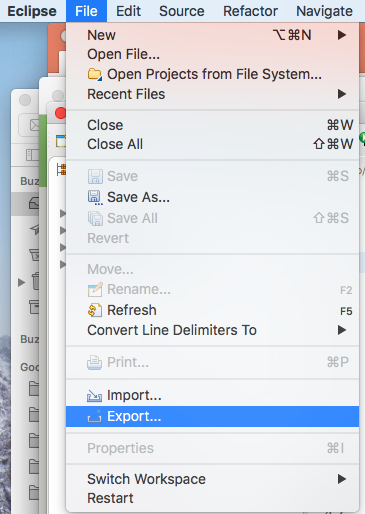 Eclipse File Edit Source Refactor Navigate
New ⌥⌘N ▶
Open File...
Open Projects from File System...
Recent Files ▶
Close ⌘W
Close All ⇧⌘W
Save ⌘S
Save As...
Save All ⇧⌘S
Revert
Move...
Rename... F2
Refresh F5
Convert Line Delimiters To ▶
Print... ⌘P
Import...
Export...
Properties ⌘I
Switch Workspace ▶
Restart
Buz
Buz
Goo